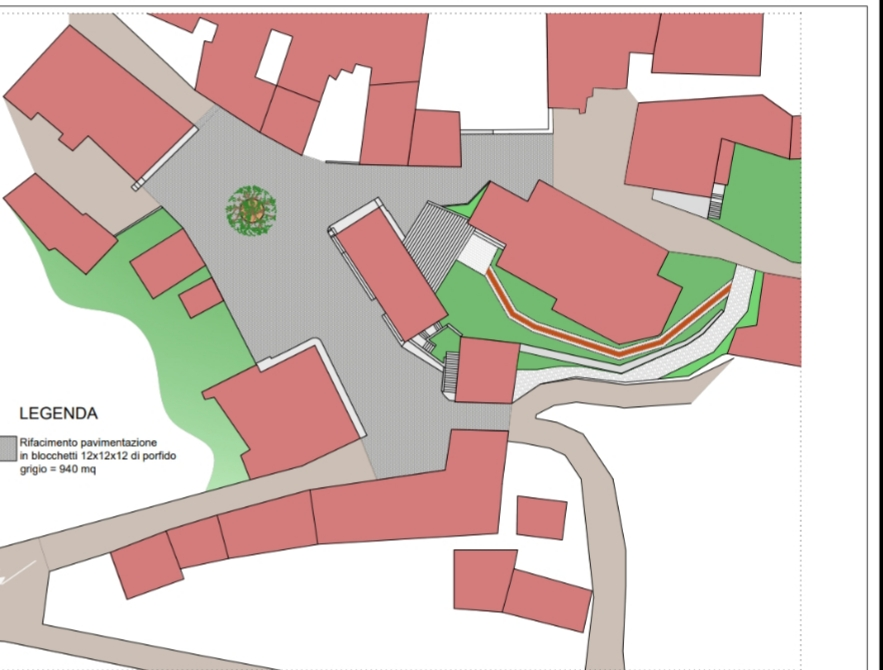 LEGENDA
Rifacimento pavimentazione
in blocchetti 12x12x12 di porfido
grigio = 940 mq